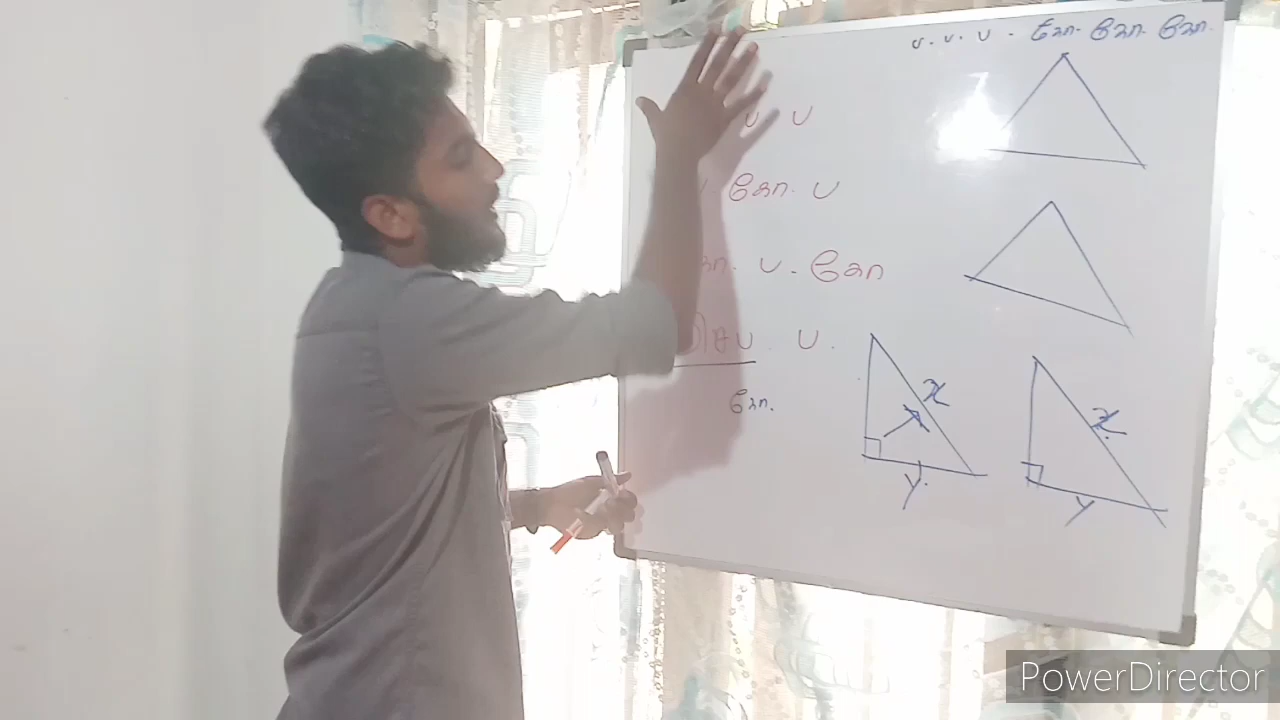 ப. ப. ப. கோ. கோ. கோ.
ப ப
கோ. ப
கோ. ப. கோ
செப. ப.
கோ.
x
y.
x.
y
PowerDirector